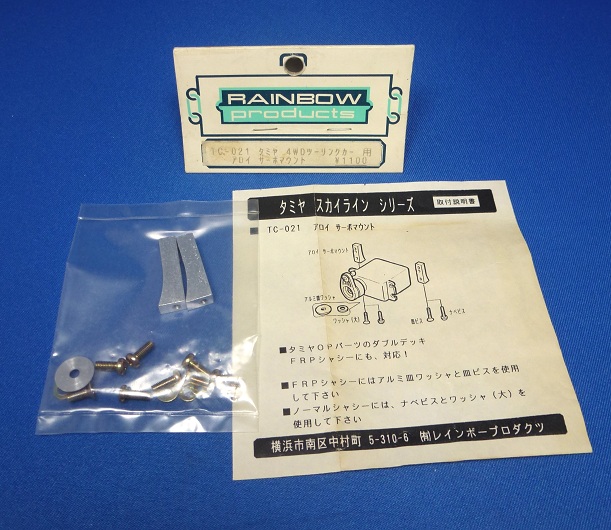 RAINBOW
products
TC-021 タミヤ 4WDツーリングカー 用
アロイ サーボマウント ¥1100
タミヤ スカイライン シリーズ 取付説明書
■ TC-021 アロイ サーボマウント
アロイ サーボマウント
アルミ皿ワッシャ
ワッシャ(大)
皿ビス
ナベビス
■タミヤOPパーツのダブルデッキ
FRPシャシーにも、対応!
■FRPシャシーにはアルミ皿ワッシャと皿ビスを使用
して下さい
■ノーマルシャシーには、ナベビスとワッシャ(大)を
使用して下さい
横浜市南区中村町 5-310-6 ㈲レインボープロダクツ